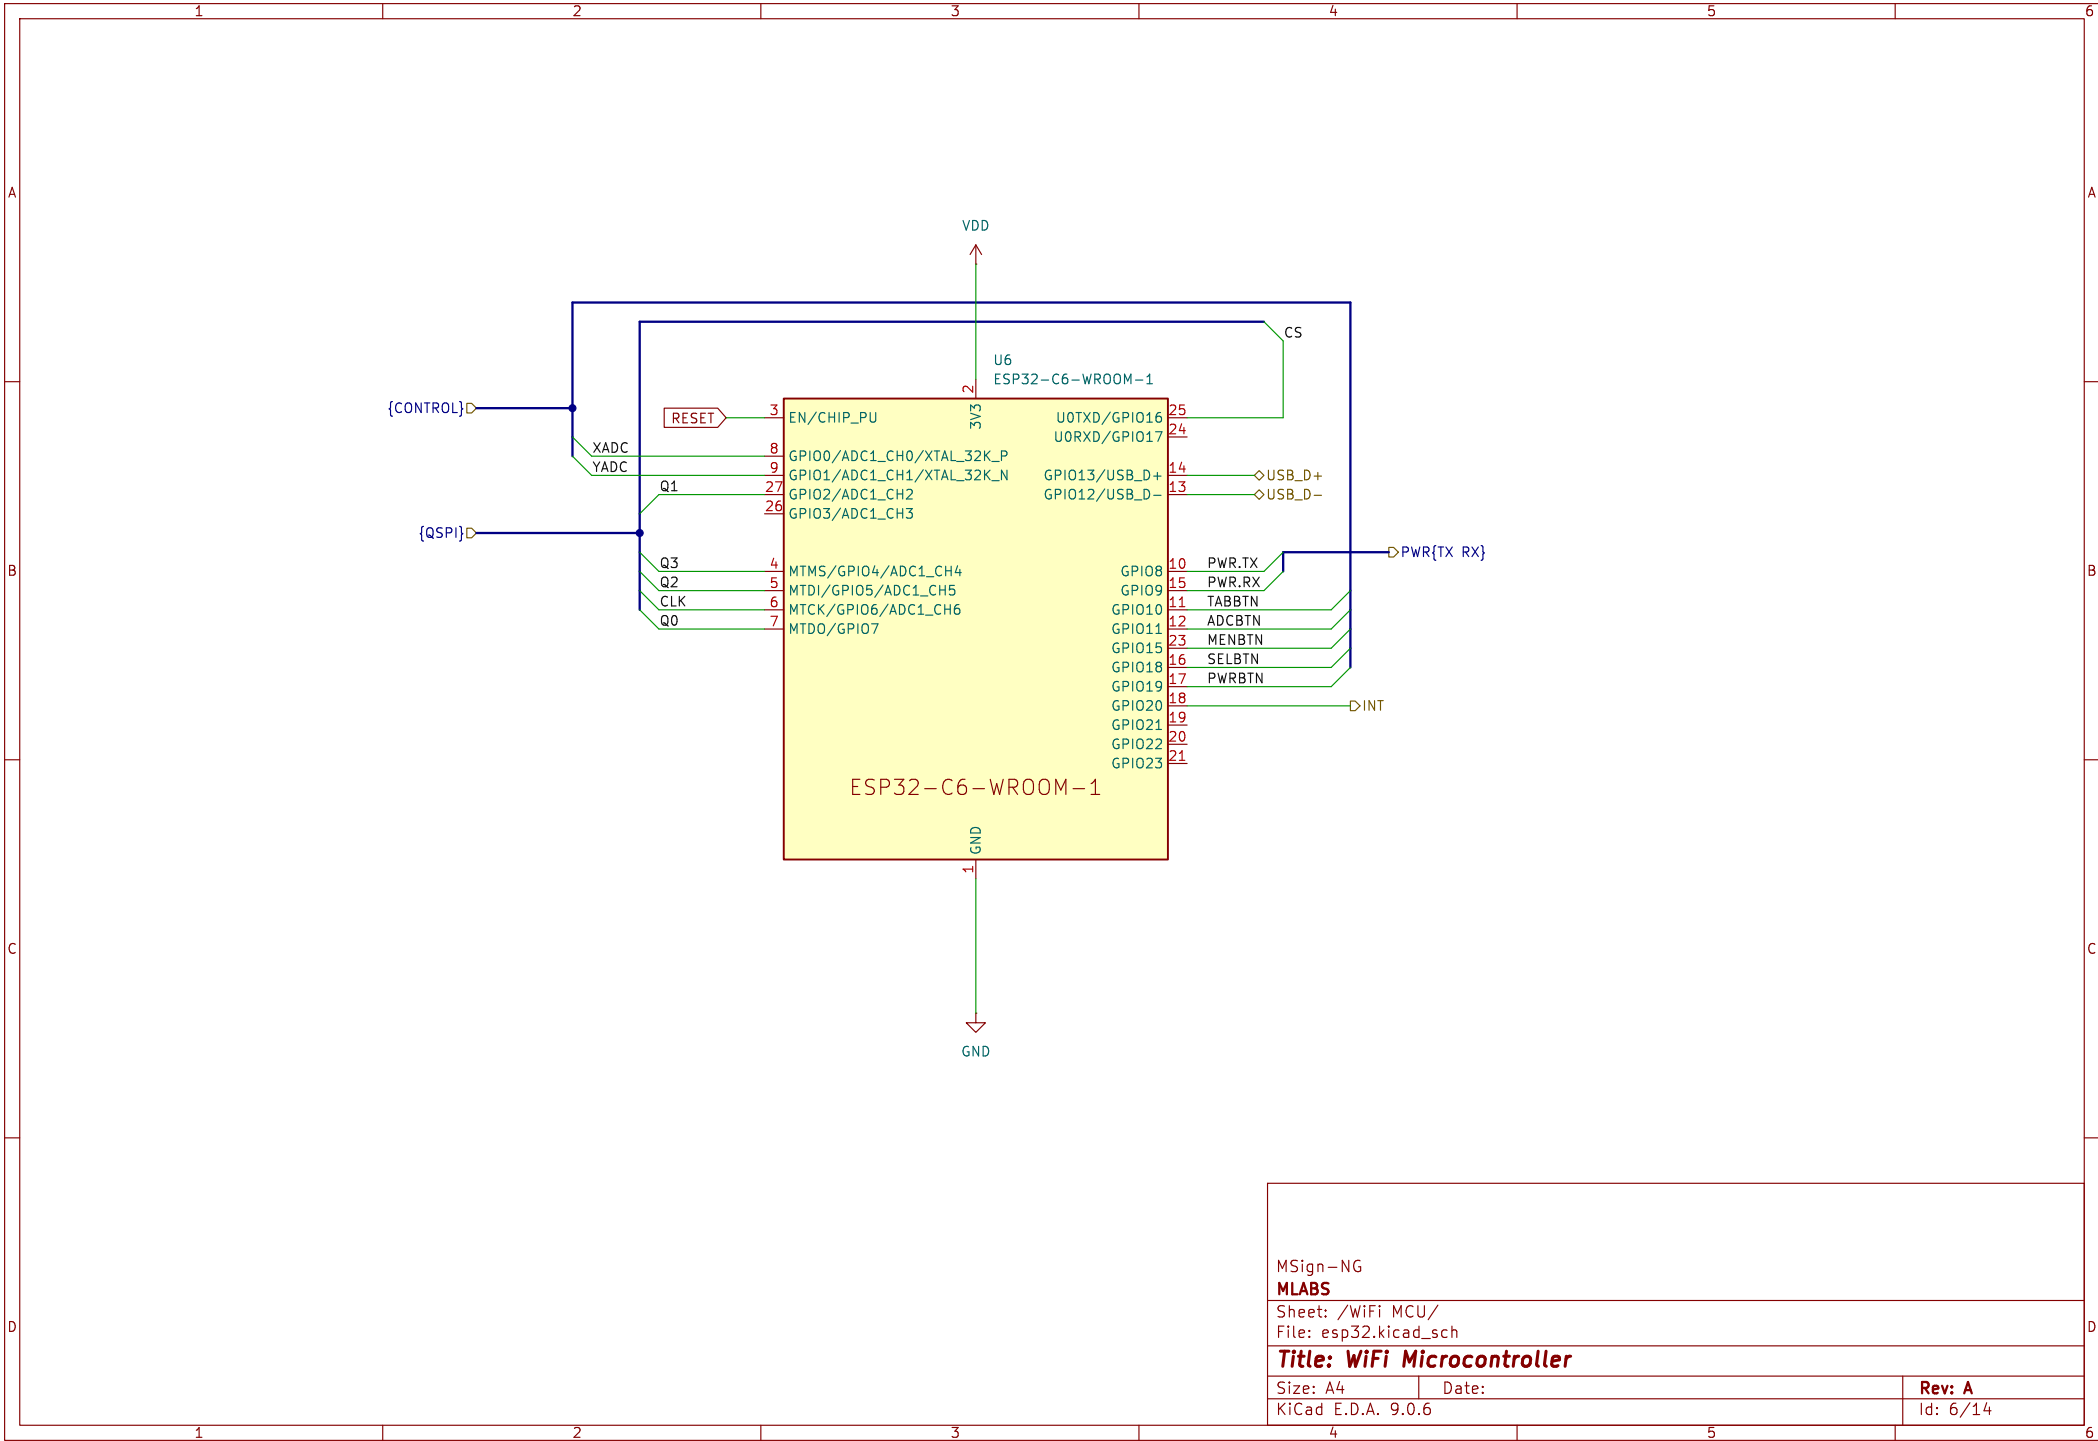 1 2 3 4 5 6
A
A
VDD
CS
U6
ESP32-C6-WROOM-1
B
B
{CONTROL}
RESET
3 EN/CHIP_PU
2
3V3
U0TXD/GPIO16 25
U0RXD/GPIO17 24
XADC 8 GPIO0/ADC1_CH0/XTAL_32K_P
YADC 9 GPIO1/ADC1_CH1/XTAL_32K_N
GPIO13/USB_D+ 14 USB_D+
Q1 27 GPIO2/ADC1_CH2
GPIO12/USB_D- 13 USB_D-
26 GPIO3/ADC1_CH3
{QSPI}
PWR{TX RX}
Q3 4 MTMS/GPIO4/ADC1_CH4
GPIO8 10 PWR.TX
Q2 5 MTDI/GPIO5/ADC1_CH5
GPIO9 15 PWR.RX
CLK 6 MTCK/GPIO6/ADC1_CH6
GPIO10 11 TABBTN
Q0 7 MTDO/GPIO7
GPIO11 12 ADCBTN
GPIO15 23 MENBTN
GPIO18 16 SELBTN
GPIO19 17 PWRBTN
GPIO20 18 INT
GPIO21 19
GPIO22 20
GPIO23 21
ESP32-C6-WROOM-1
GND
1
GND
C
C
MSign-NG
MLABS
Sheet: /WiFi MCU/
File: esp32.kicad_sch
Title: WiFi Microcontroller
Size: A4 Date: Rev: A
KiCad E.D.A. 9.0.6 Id: 6/14
D
D
1 2 3 4 5 6